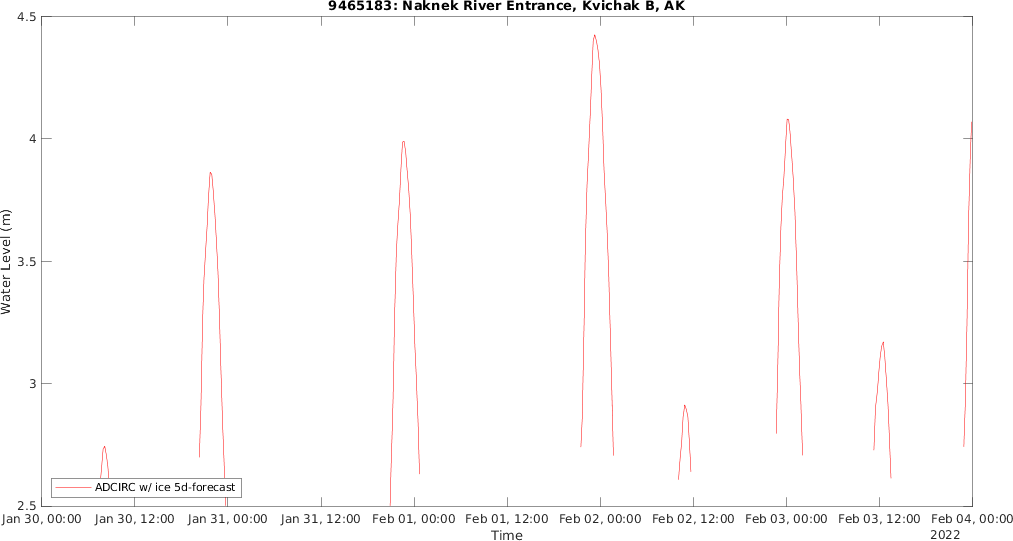 9465183: Naknek River Entrance, Kvichak B, AK
4.5
4
3.5
3
2.5
Water Level (m)
ADCIRC w/ ice 5d-forecast
Jan 30, 00:00 Jan 30, 12:00 Jan 31, 00:00 Jan 31, 12:00 Feb 01, 00:00 Feb 01, 12:00 Feb 02, 00:00 Feb 02, 12:00 Feb 03, 00:00 Feb 03, 12:00 Feb 04, 00:00
Time
2022